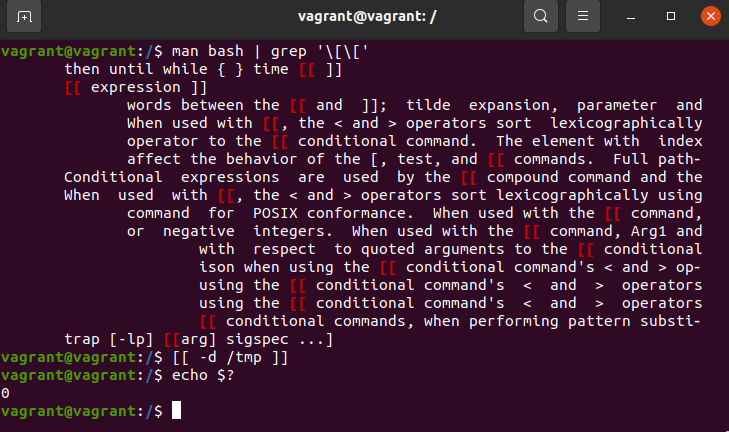 vagrant@vagrant: /
vagrant@vagrant:/$ man bash | grep '\[\['
       then until while { } time [[ ]]
       [[ expression ]]
              words between the [[ and  ]];  tilde  expansion,  parameter  and
              When used with [[, the < and > operators sort  lexicographically
              operator to the [[ conditional command.  The element with  index
              affect the behavior of the [, test, and [[ commands.  Full path-
       Conditional  expressions  are  used  by the [[ compound command and the
       When  used  with [[, the < and > operators sort lexicographically using
              command  for  POSIX conformance.  When used with the [[ command,
              or  negative  integers.  When used with the [[ command, Arg1 and
                     with  respect  to quoted arguments to the [[ conditional
                     ison when using the [[ conditional command's < and > op-
                     using the [[ conditional command's  <  and  >  operators
                     using the [[ conditional command's  <  and  >  operators
                     [[ conditional commands, when performing pattern substi-
       trap [-lp] [[arg] sigspec ...]
vagrant@vagrant:/$ [[ -d /tmp ]]
vagrant@vagrant:/$ echo $?
0
vagrant@vagrant:/$